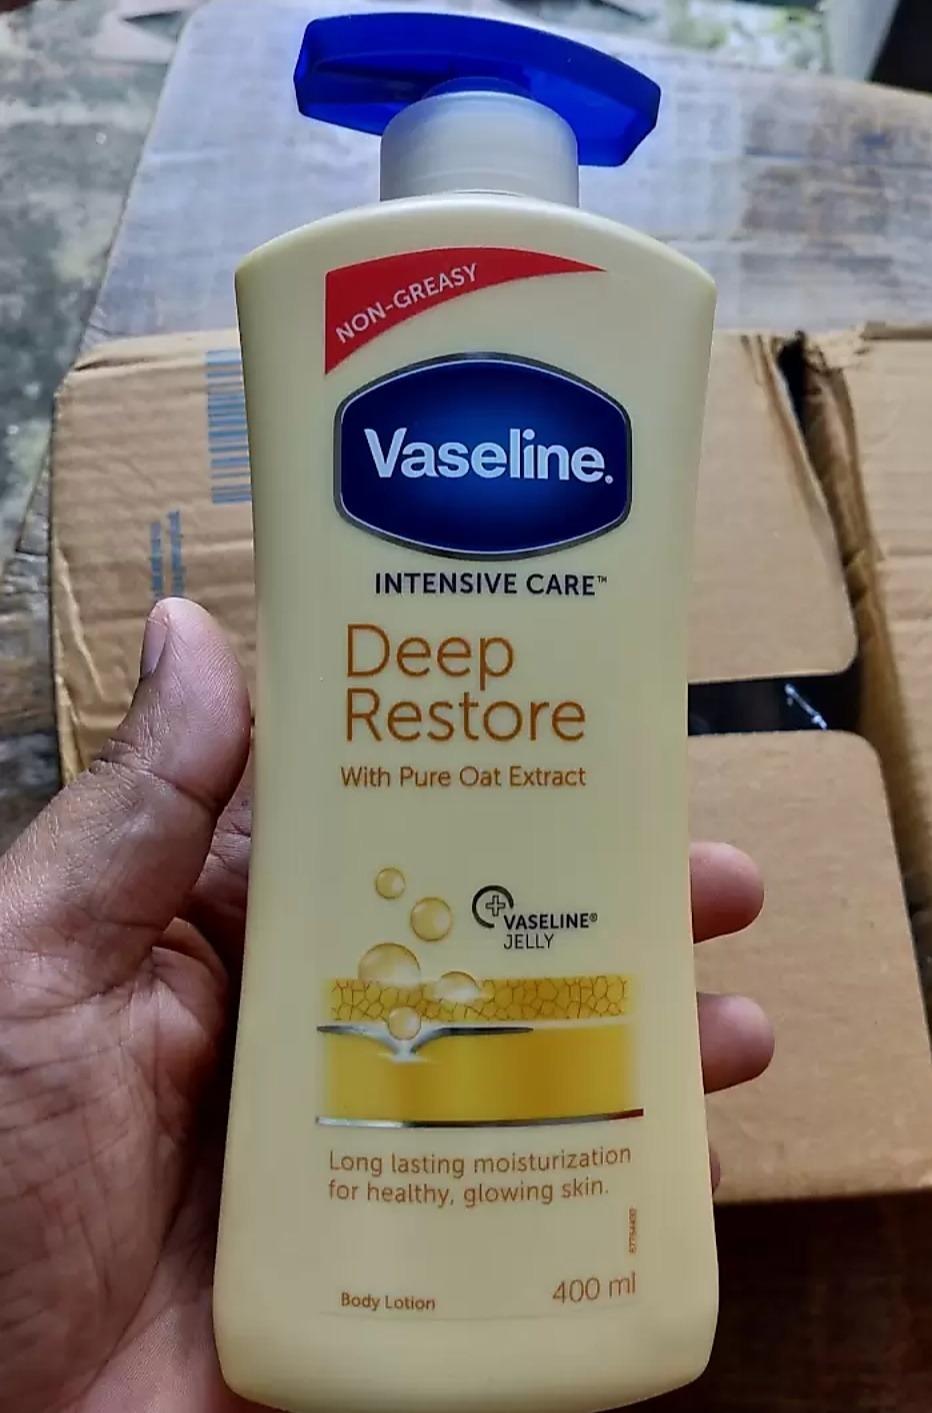 NON-GREASY
Vaseline.
INTENSIVE CARE™
Deep
Restore
With Pure Oat Extract
VASELINE®
JELLY
Long lasting moisturization
for healthy, glowing skin.
Body Lotion
400 ml